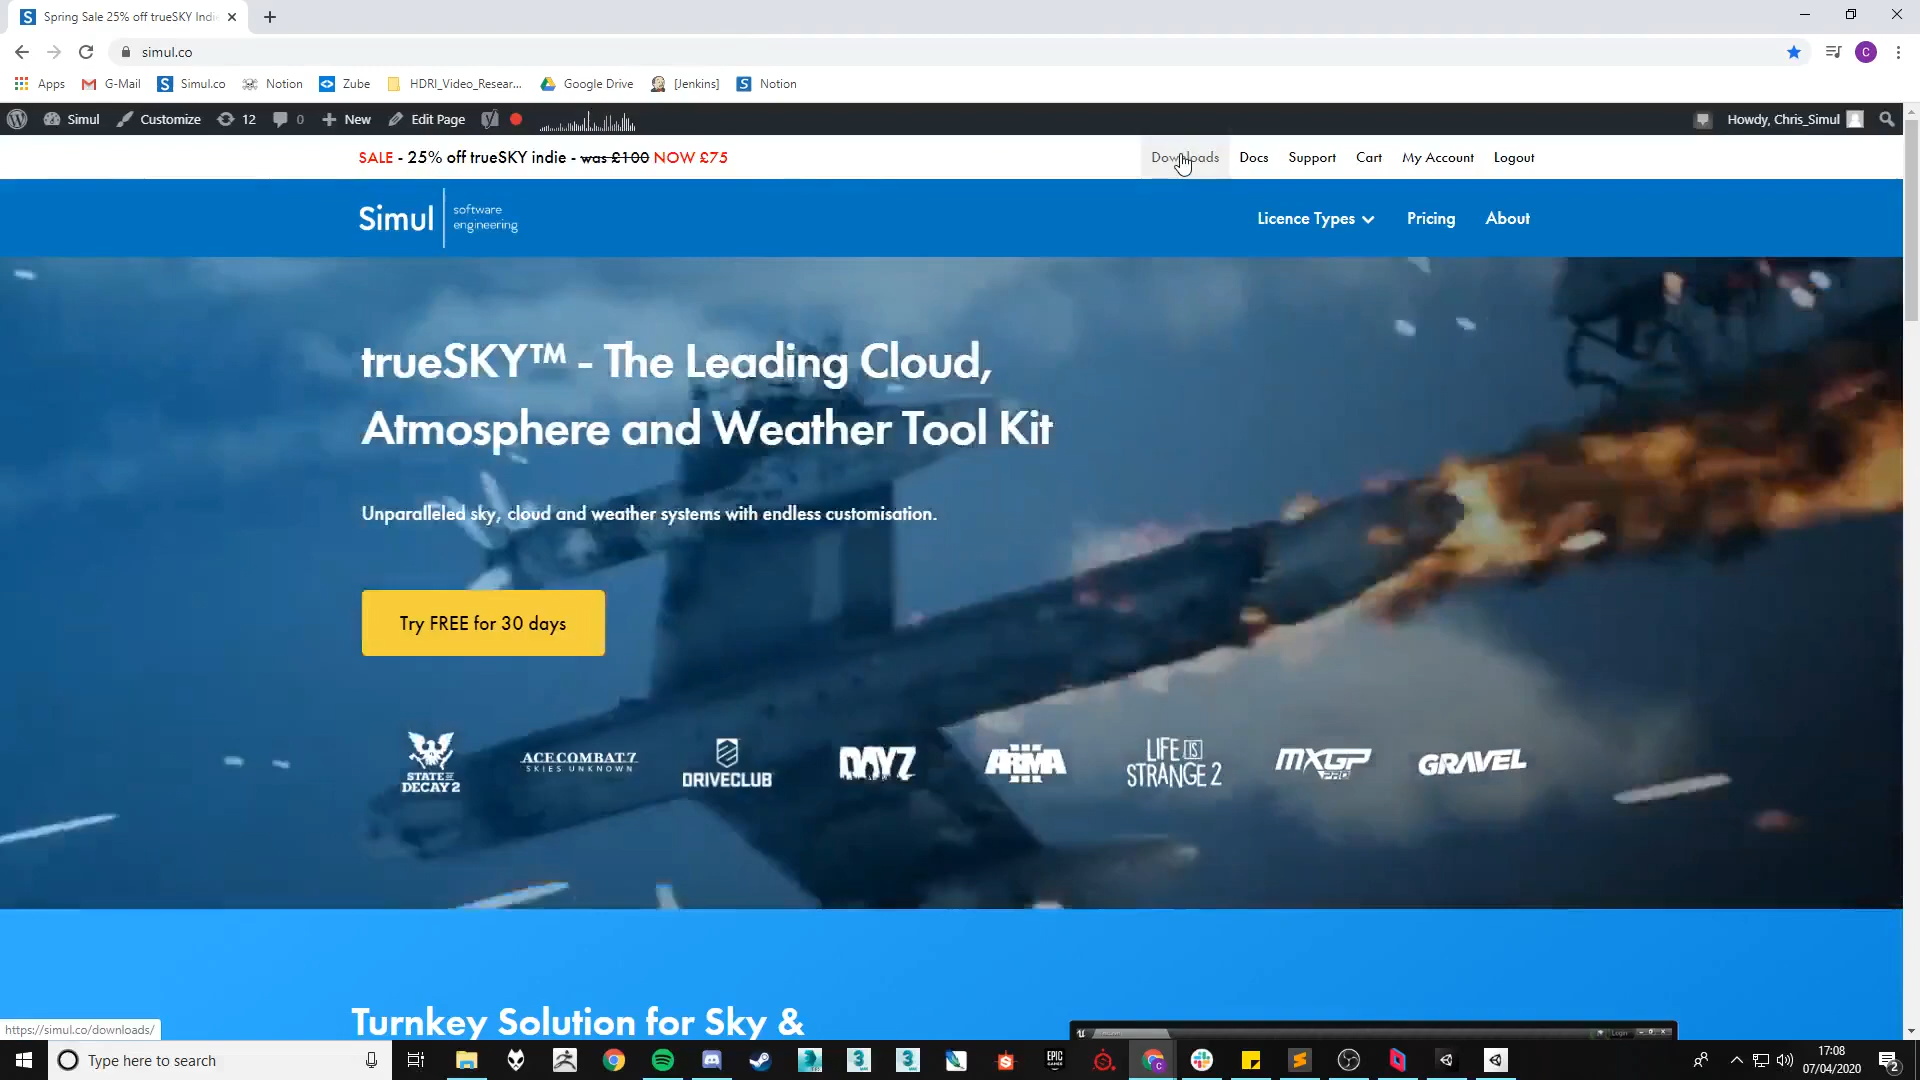 Spring Sale 25% off trueSKY Indie
simul.co
Apps G-Mail Simul.co Notion Zube HDRI_Video_Resear... Google Drive [Jenkins] Notion
Simul Customize 12 0 New Edit Page Howdy, Chris_Simul
SALE - 25% off trueSKY indie - was £100 NOW £75 Downloads Docs Support Cart My Account Logout
Simul software engineering Licence Types Pricing About
trueSKY™ - The Leading Cloud,
Atmosphere and Weather Tool Kit
Unparalleled sky, cloud and weather systems with endless customisation.
Try FREE for 30 days
STATE OF DECAY 2 ACE COMBAT 7 SKIES UNKNOWN DRIVECLUB DAYZ ARMA III LIFE IS STRANGE 2 MXGP PRO GRAVEL
Turnkey Solution for Sky &
https://simul.co/downloads/
Type here to search
EPIC GAMES
17:08
07/04/2020
2